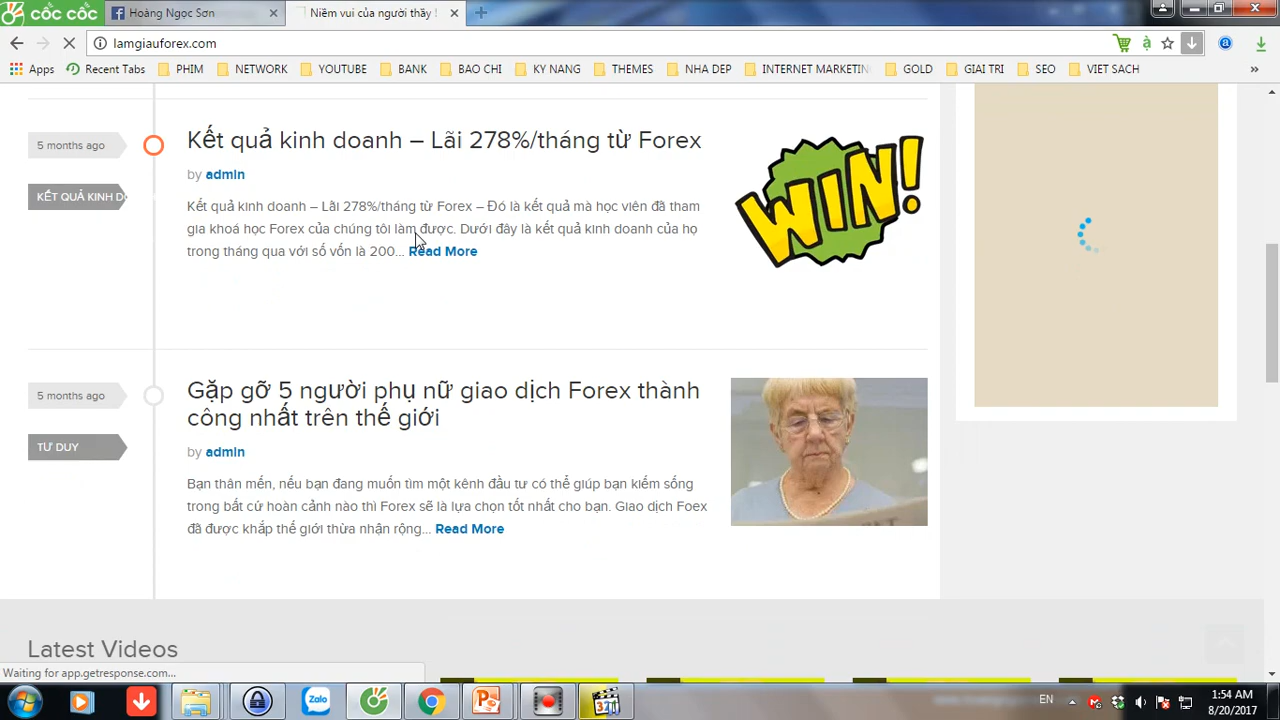 cốc cốc
Hoàng Ngọc Sơn
Niềm vui của người thầy
lamgiauforex.com
Apps
Recent Tabs
PHIM
NETWORK
YOUTUBE
BANK
BAO CHI
KY NANG
THEMES
NHA DEP
INTERNET MARKETIN
GOLD
GIAI TRI
SEO
VIET SACH
5 months ago
KẾT QUẢ KINH D
Kết quả kinh doanh – Lãi 278%/tháng từ Forex
by admin
Kết quả kinh doanh – Lãi 278%/tháng từ Forex – Đó là kết quả mà học viên đã tham
gia khoá học Forex của chúng tôi làm được. Dưới đây là kết quả kinh doanh của họ
trong tháng qua với số vốn là 200... Read More
WIN!
5 months ago
TƯ DUY
Gặp gỡ 5 người phụ nữ giao dịch Forex thành
công nhất trên thế giới
by admin
Bạn thân mến, nếu bạn đang muốn tìm một kênh đầu tư có thể giúp bạn kiếm sống
trong bất cứ hoàn cảnh nào thì Forex sẽ là lựa chọn tốt nhất cho bạn. Giao dịch Foex
đã được khắp thế giới thừa nhận rộng... Read More
Latest Videos
Waiting for app.getresponse.com...
Zalo
321
EN
1:54 AM
8/20/2017